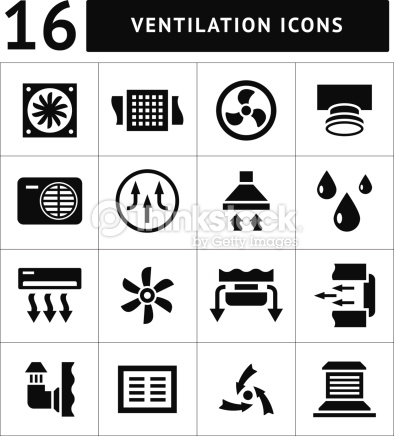 16
VENTILATION ICONS
thinkstock
by Getty Images